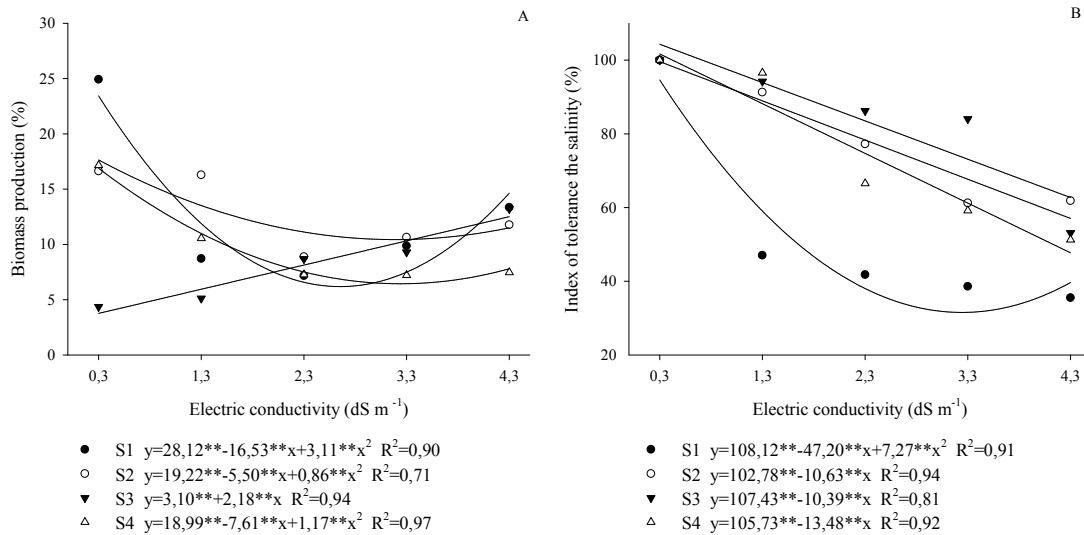 A
Biomass production (%)
30
25
20
15
10
5
0
0,3 1,3 2,3 3,3 4,3
Electric conductivity (dS m⁻¹)
S1 y=28,12**-16,53**x+3,11**x² R²=0,90
S2 y=19,22**-5,50**x+0,86**x² R²=0,71
S3 y=3,10**+2,18**x R²=0,94
S4 y=18,99**-7,61**x+1,17**x² R²=0,97
B
Index of tolerance the salinity (%)
100
80
60
40
20
0,3 1,3 2,3 3,3 4,3
Electric conductivity (dS m⁻¹)
S1 y=108,12**-47,20**x+7,27**x² R²=0,91
S2 y=102,78**-10,63**x R²=0,94
S3 y=107,43**-10,39**x R²=0,81
S4 y=105,73**-13,48**x R²=0,92